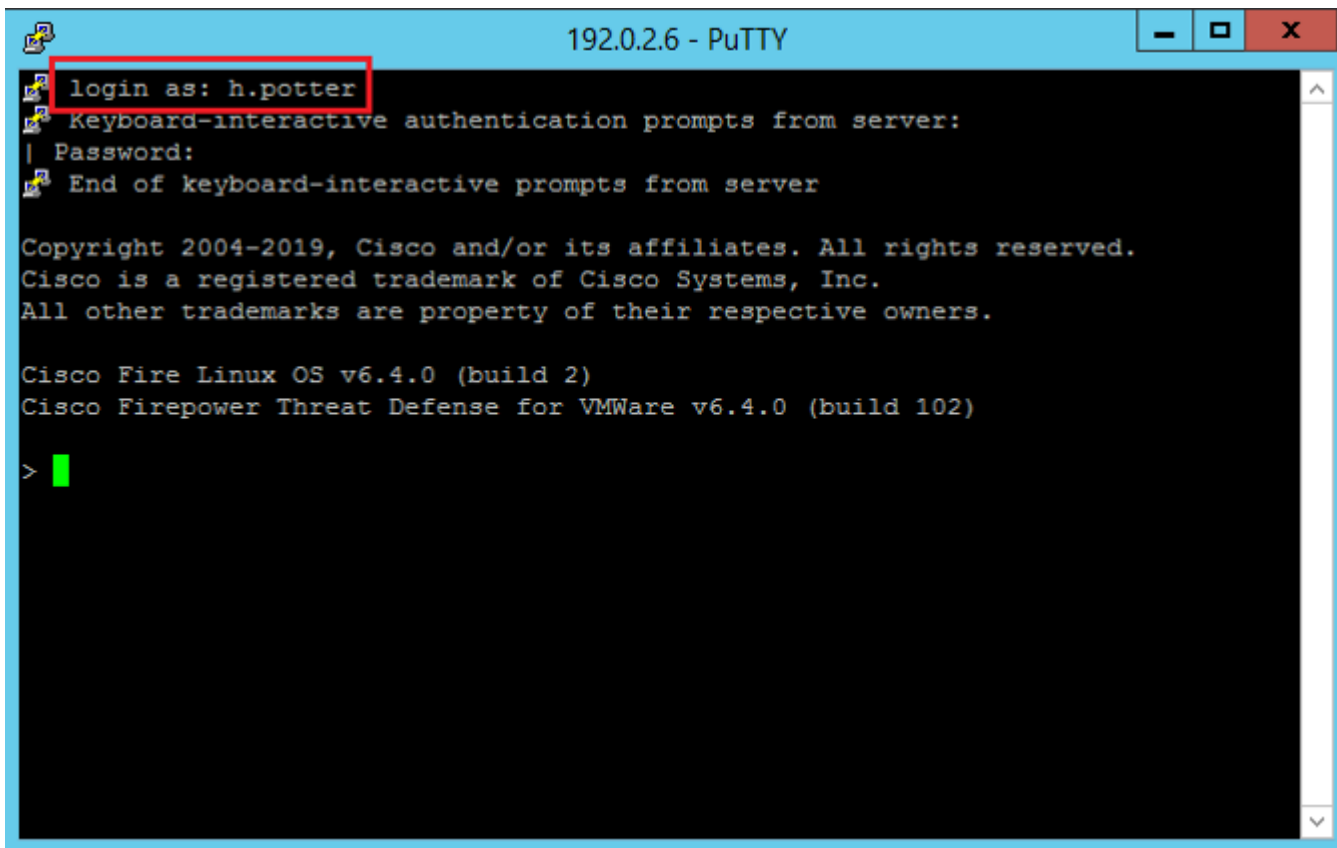 192.0.2.6 - PuTTY
login as: h.potter
Keyboard-interactive authentication prompts from server:
| Password:
End of keyboard-interactive prompts from server
Copyright 2004-2019, Cisco and/or its affiliates. All rights reserved.
Cisco is a registered trademark of Cisco Systems, Inc.
All other trademarks are property of their respective owners.
Cisco Fire Linux OS v6.4.0 (build 2)
Cisco Firepower Threat Defense for VMWare v6.4.0 (build 102)
>